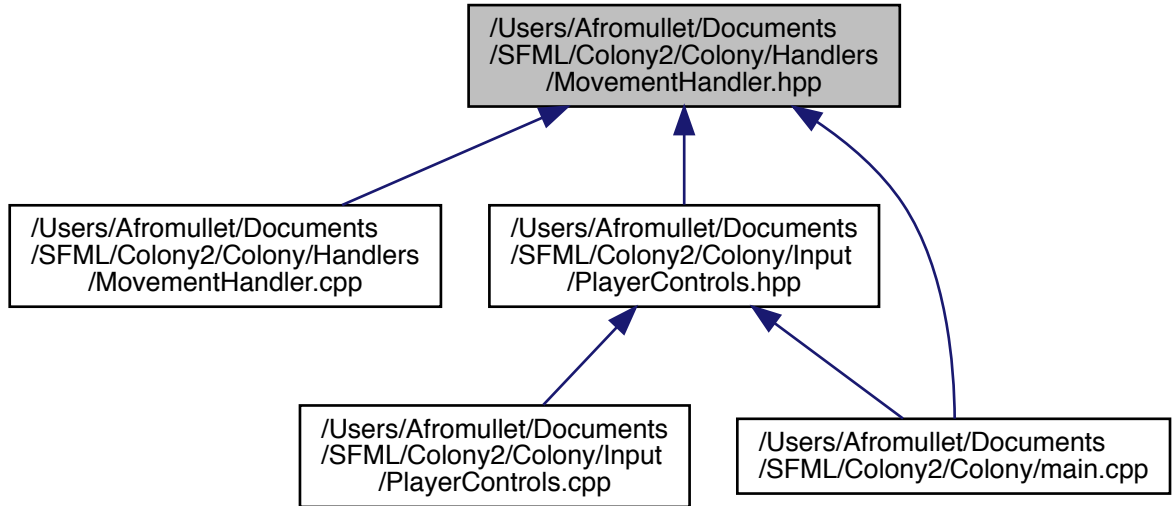 /Users/Afromullet/Documents
/SFML/Colony2/Colony/Handlers
/MovementHandler.hpp
/Users/Afromullet/Documents
/SFML/Colony2/Colony/Handlers
/MovementHandler.cpp
/Users/Afromullet/Documents
/SFML/Colony2/Colony/Input
/PlayerControls.hpp
/Users/Afromullet/Documents
/SFML/Colony2/Colony/Input
/PlayerControls.cpp
/Users/Afromullet/Documents
/SFML/Colony2/Colony/main.cpp